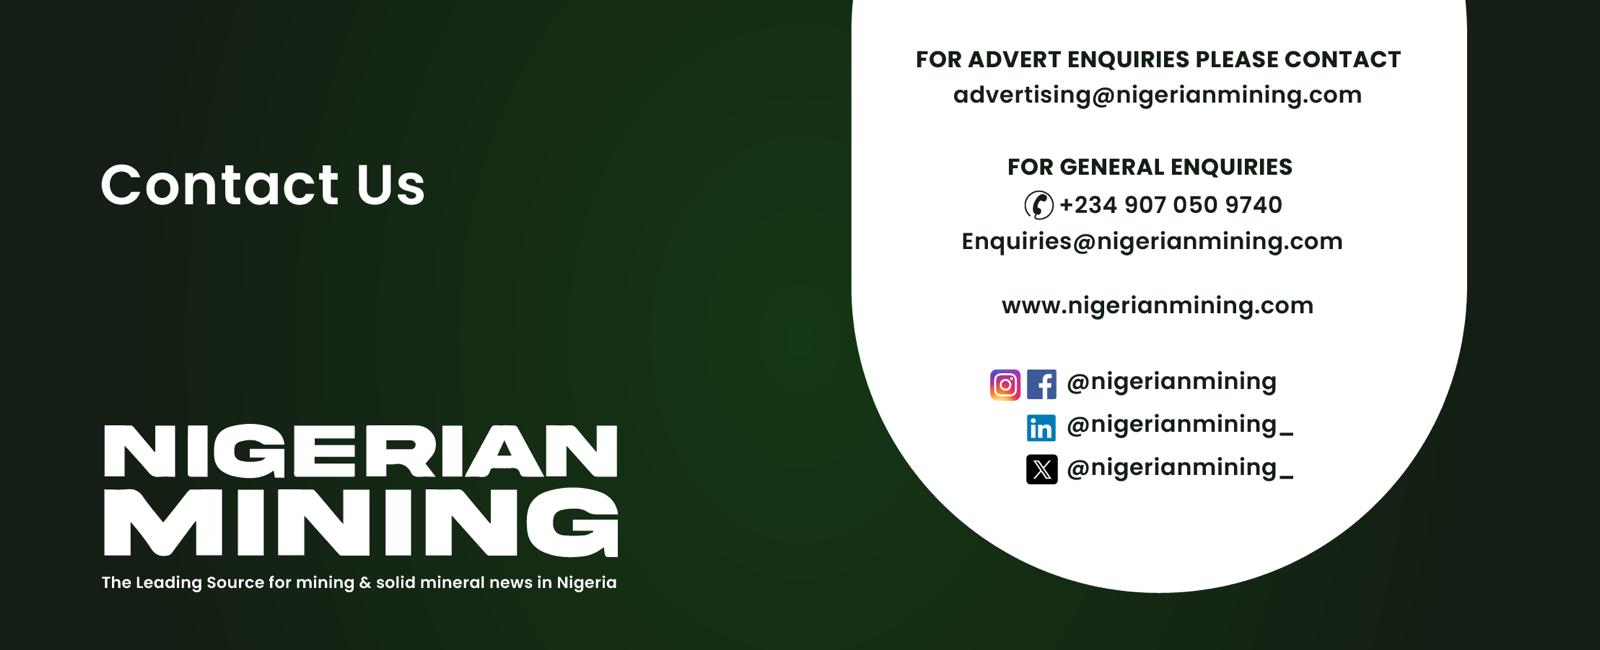 Contact Us
NIGERIAN
MINING
The Leading Source for mining & solid mineral news in Nigeria
FOR ADVERT ENQUIRIES PLEASE CONTACT
advertising@nigerianmining.com
FOR GENERAL ENQUIRIES
+234 907 050 9740
Enquiries@nigerianmining.com
www.nigerianmining.com
@nigerianmining
@nigerianmining_
@nigerianmining_